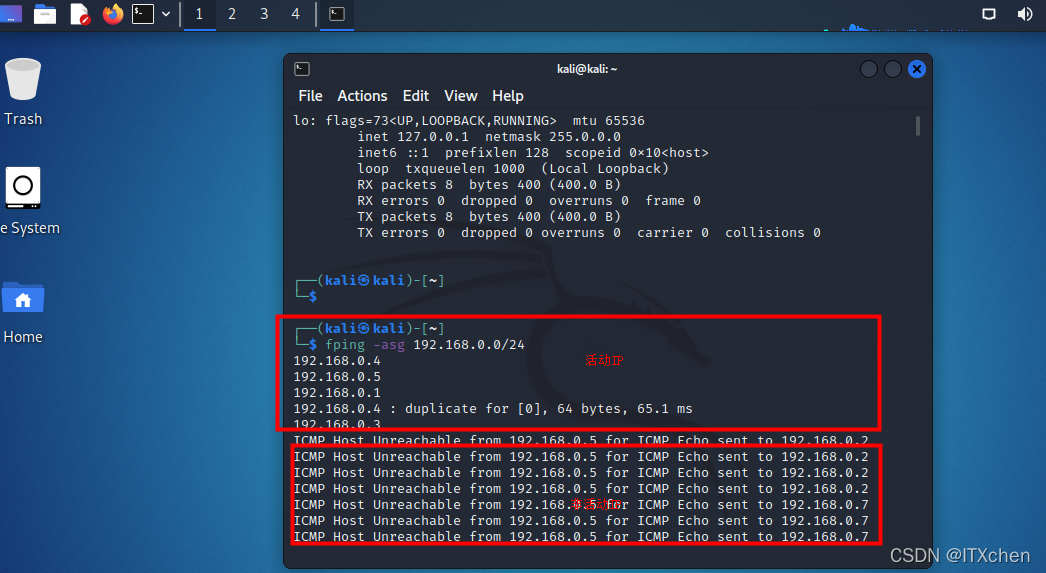 1 2 3 4
kali@kali: ~
File Actions Edit View Help
Trash
e System
Home
lo: flags=73<UP,LOOPBACK,RUNNING>  mtu 65536
inet 127.0.0.1  netmask 255.0.0.0
inet6 ::1  prefixlen 128  scopeid 0×10<host>
loop  txqueuelen 1000  (Local Loopback)
RX packets 8  bytes 400 (400.0 B)
RX errors 0  dropped 0  overruns 0  frame 0
TX packets 8  bytes 400 (400.0 B)
TX errors 0  dropped 0 overruns 0  carrier 0  collisions 0
┌──(kali㉿kali)-[~]
└─$
┌──(kali㉿kali)-[~]
└─$ fping -asg 192.168.0.0/24
192.168.0.4
活动IP
192.168.0.5
192.168.0.1
192.168.0.4 : duplicate for [0], 64 bytes, 65.1 ms
192.168.0.3
ICMP Host Unreachable from 192.168.0.5 for ICMP Echo sent to 192.168.0.2
ICMP Host Unreachable from 192.168.0.5 for ICMP Echo sent to 192.168.0.2
ICMP Host Unreachable from 192.168.0.5 for ICMP Echo sent to 192.168.0.2
ICMP Host Unreachable from 192.168.0.5 for ICMP Echo sent to 192.168.0.2
ICMP Host Unreachable from 192.168.0.5 for ICMP Echo sent to 192.168.0.7
ICMP Host Unreachable from 192.168.0.5 for ICMP Echo sent to 192.168.0.7
ICMP Host Unreachable from 192.168.0.5 for ICMP Echo sent to 192.168.0.7
CSDN @ITXchen